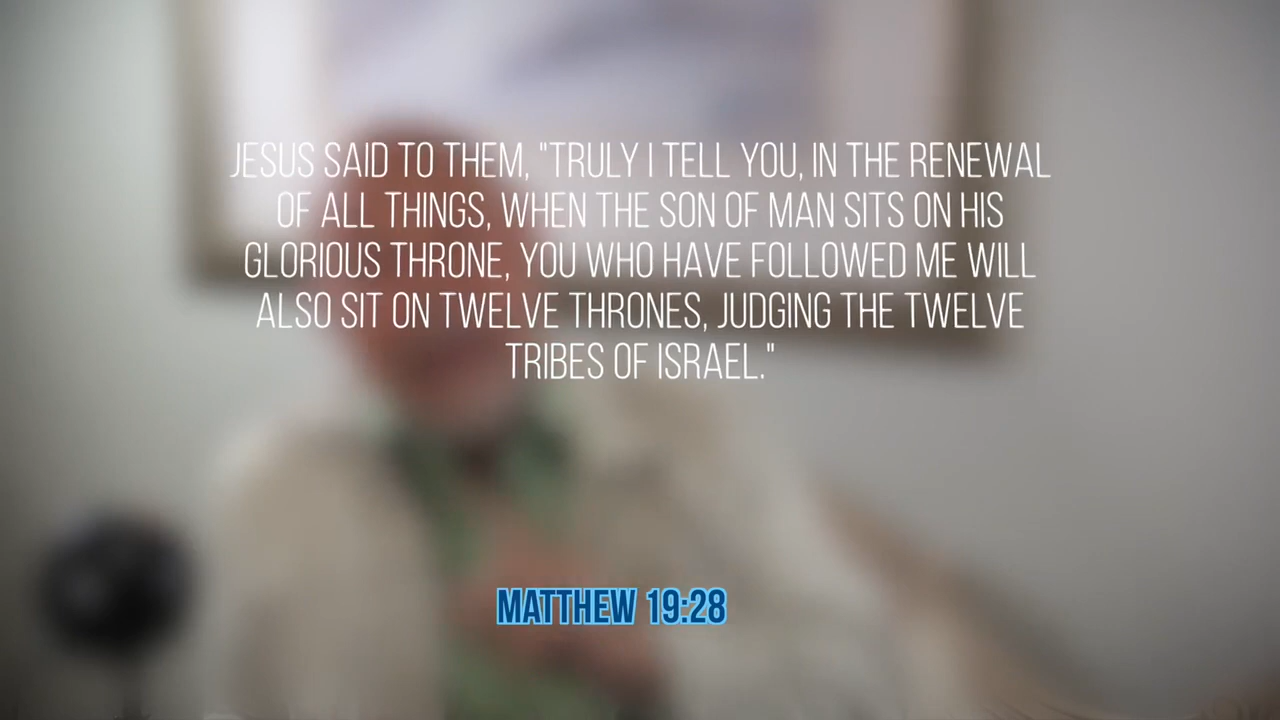 JESUS SAID TO THEM, "TRULY I TELL YOU, IN THE RENEWAL
OF ALL THINGS, WHEN THE SON OF MAN SITS ON HIS
GLORIOUS THRONE, YOU WHO HAVE FOLLOWED ME WILL
ALSO SIT ON TWELVE THRONES, JUDGING THE TWELVE
TRIBES OF ISRAEL."
MATTHEW 19:28